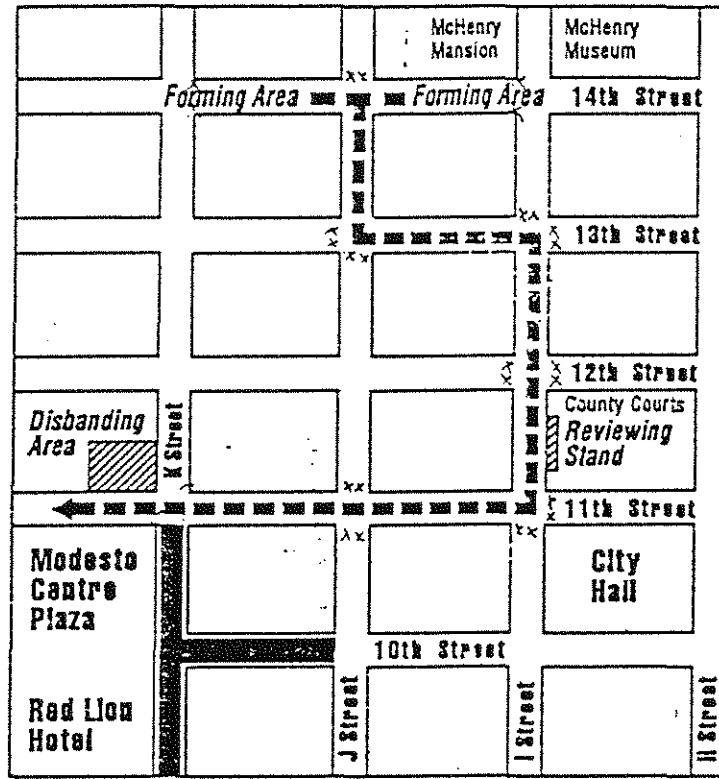 McHenry
Mansion
McHenry
Museum
Forming Area
Forming Area
14th Street
13th Street
12th Street
Disbanding
Area
K Street
County Courts
Reviewing
Stand
11th Street
Modesto
Centre
Plaza
City
Hall
10th Street
Red Lion
Hotel
J Street
I Street
H Street